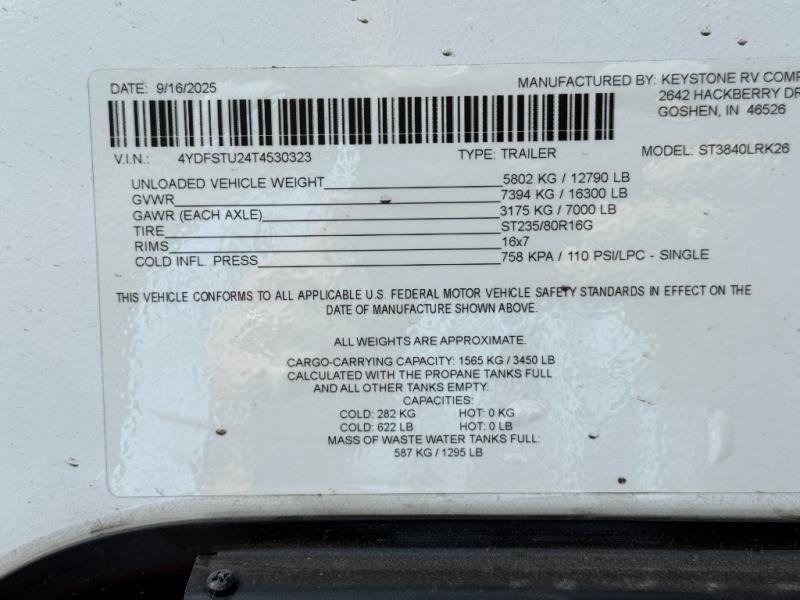 DATE: 9/16/2025 MANUFACTURED BY: KEYSTONE RV COMP
2642 HACKBERRY DR
GOSHEN, IN 46526
V.I.N.: 4YDFSTU24T4530323 TYPE: TRAILER MODEL: ST3840LRK26
UNLOADED VEHICLE WEIGHT 5802 KG / 12790 LB
GVWR 7394 KG / 16300 LB
GAWR (EACH AXLE) 3175 KG / 7000 LB
TIRE ST235/80R16G
RIMS 16x7
COLD INFL. PRESS 758 KPA / 110 PSI/LPC - SINGLE
THIS VEHICLE CONFORMS TO ALL APPLICABLE U.S. FEDERAL MOTOR VEHICLE SAFETY STANDARDS IN EFFECT ON THE
DATE OF MANUFACTURE SHOWN ABOVE.
ALL WEIGHTS ARE APPROXIMATE.
CARGO-CARRYING CAPACITY: 1565 KG / 3450 LB
CALCULATED WITH THE PROPANE TANKS FULL
AND ALL OTHER TANKS EMPTY.
CAPACITIES:
COLD: 282 KG HOT: 0 KG
COLD: 622 LB HOT: 0 LB
MASS OF WASTE WATER TANKS FULL:
587 KG / 1295 LB